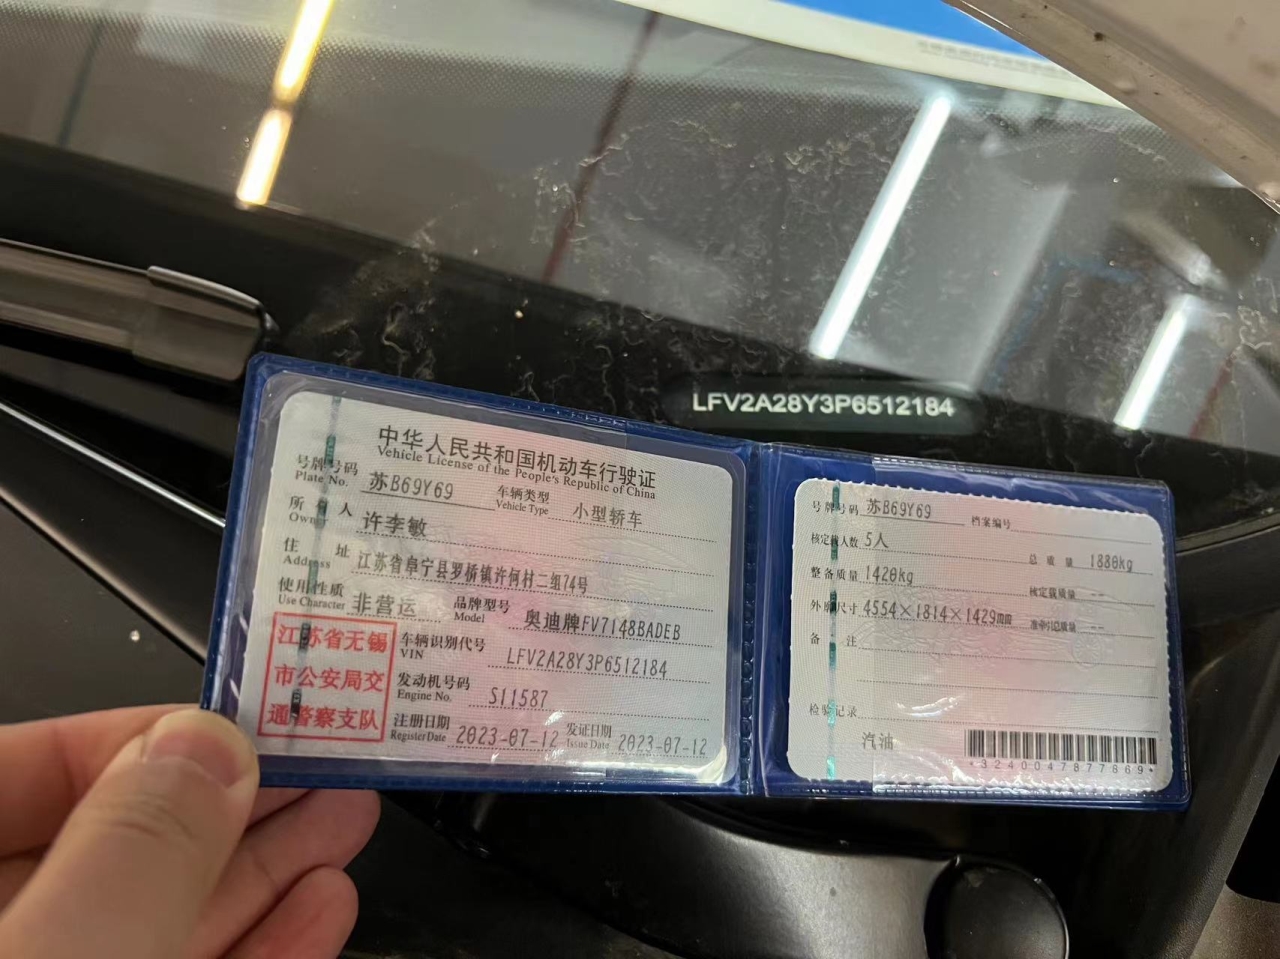 LFV2A28Y3P6512184
中华人民共和国机动车行驶证
Vehicle License of the People's Republic of China
号牌号码 苏B69Y69 车辆类型 小型轿车
Plate No. Vehicle Type
所有人 许李敏
Owner
住址 江苏省阜宁县罗桥镇许何村二组74号
Address
使用性质 非营运 品牌型号 奥迪牌FV7148BADEB
Use Character Model
江苏省无锡
市公安局交
通警察支队
车辆识别代号 LFV2A28Y3P6512184
VIN
发动机号码 S11587
Engine No.
注册日期 2023-07-12 发证日期 2023-07-12
Register Date Issue Date
号牌号码 苏B69Y69 档案编号
核定载人数 5人 总质量 1880kg
整备质量 1420kg 核定载质量 --
外廓尺寸 4554×1814×1429mm 准牵引总质量 --
备注
检验记录
汽油
*3240047877869*